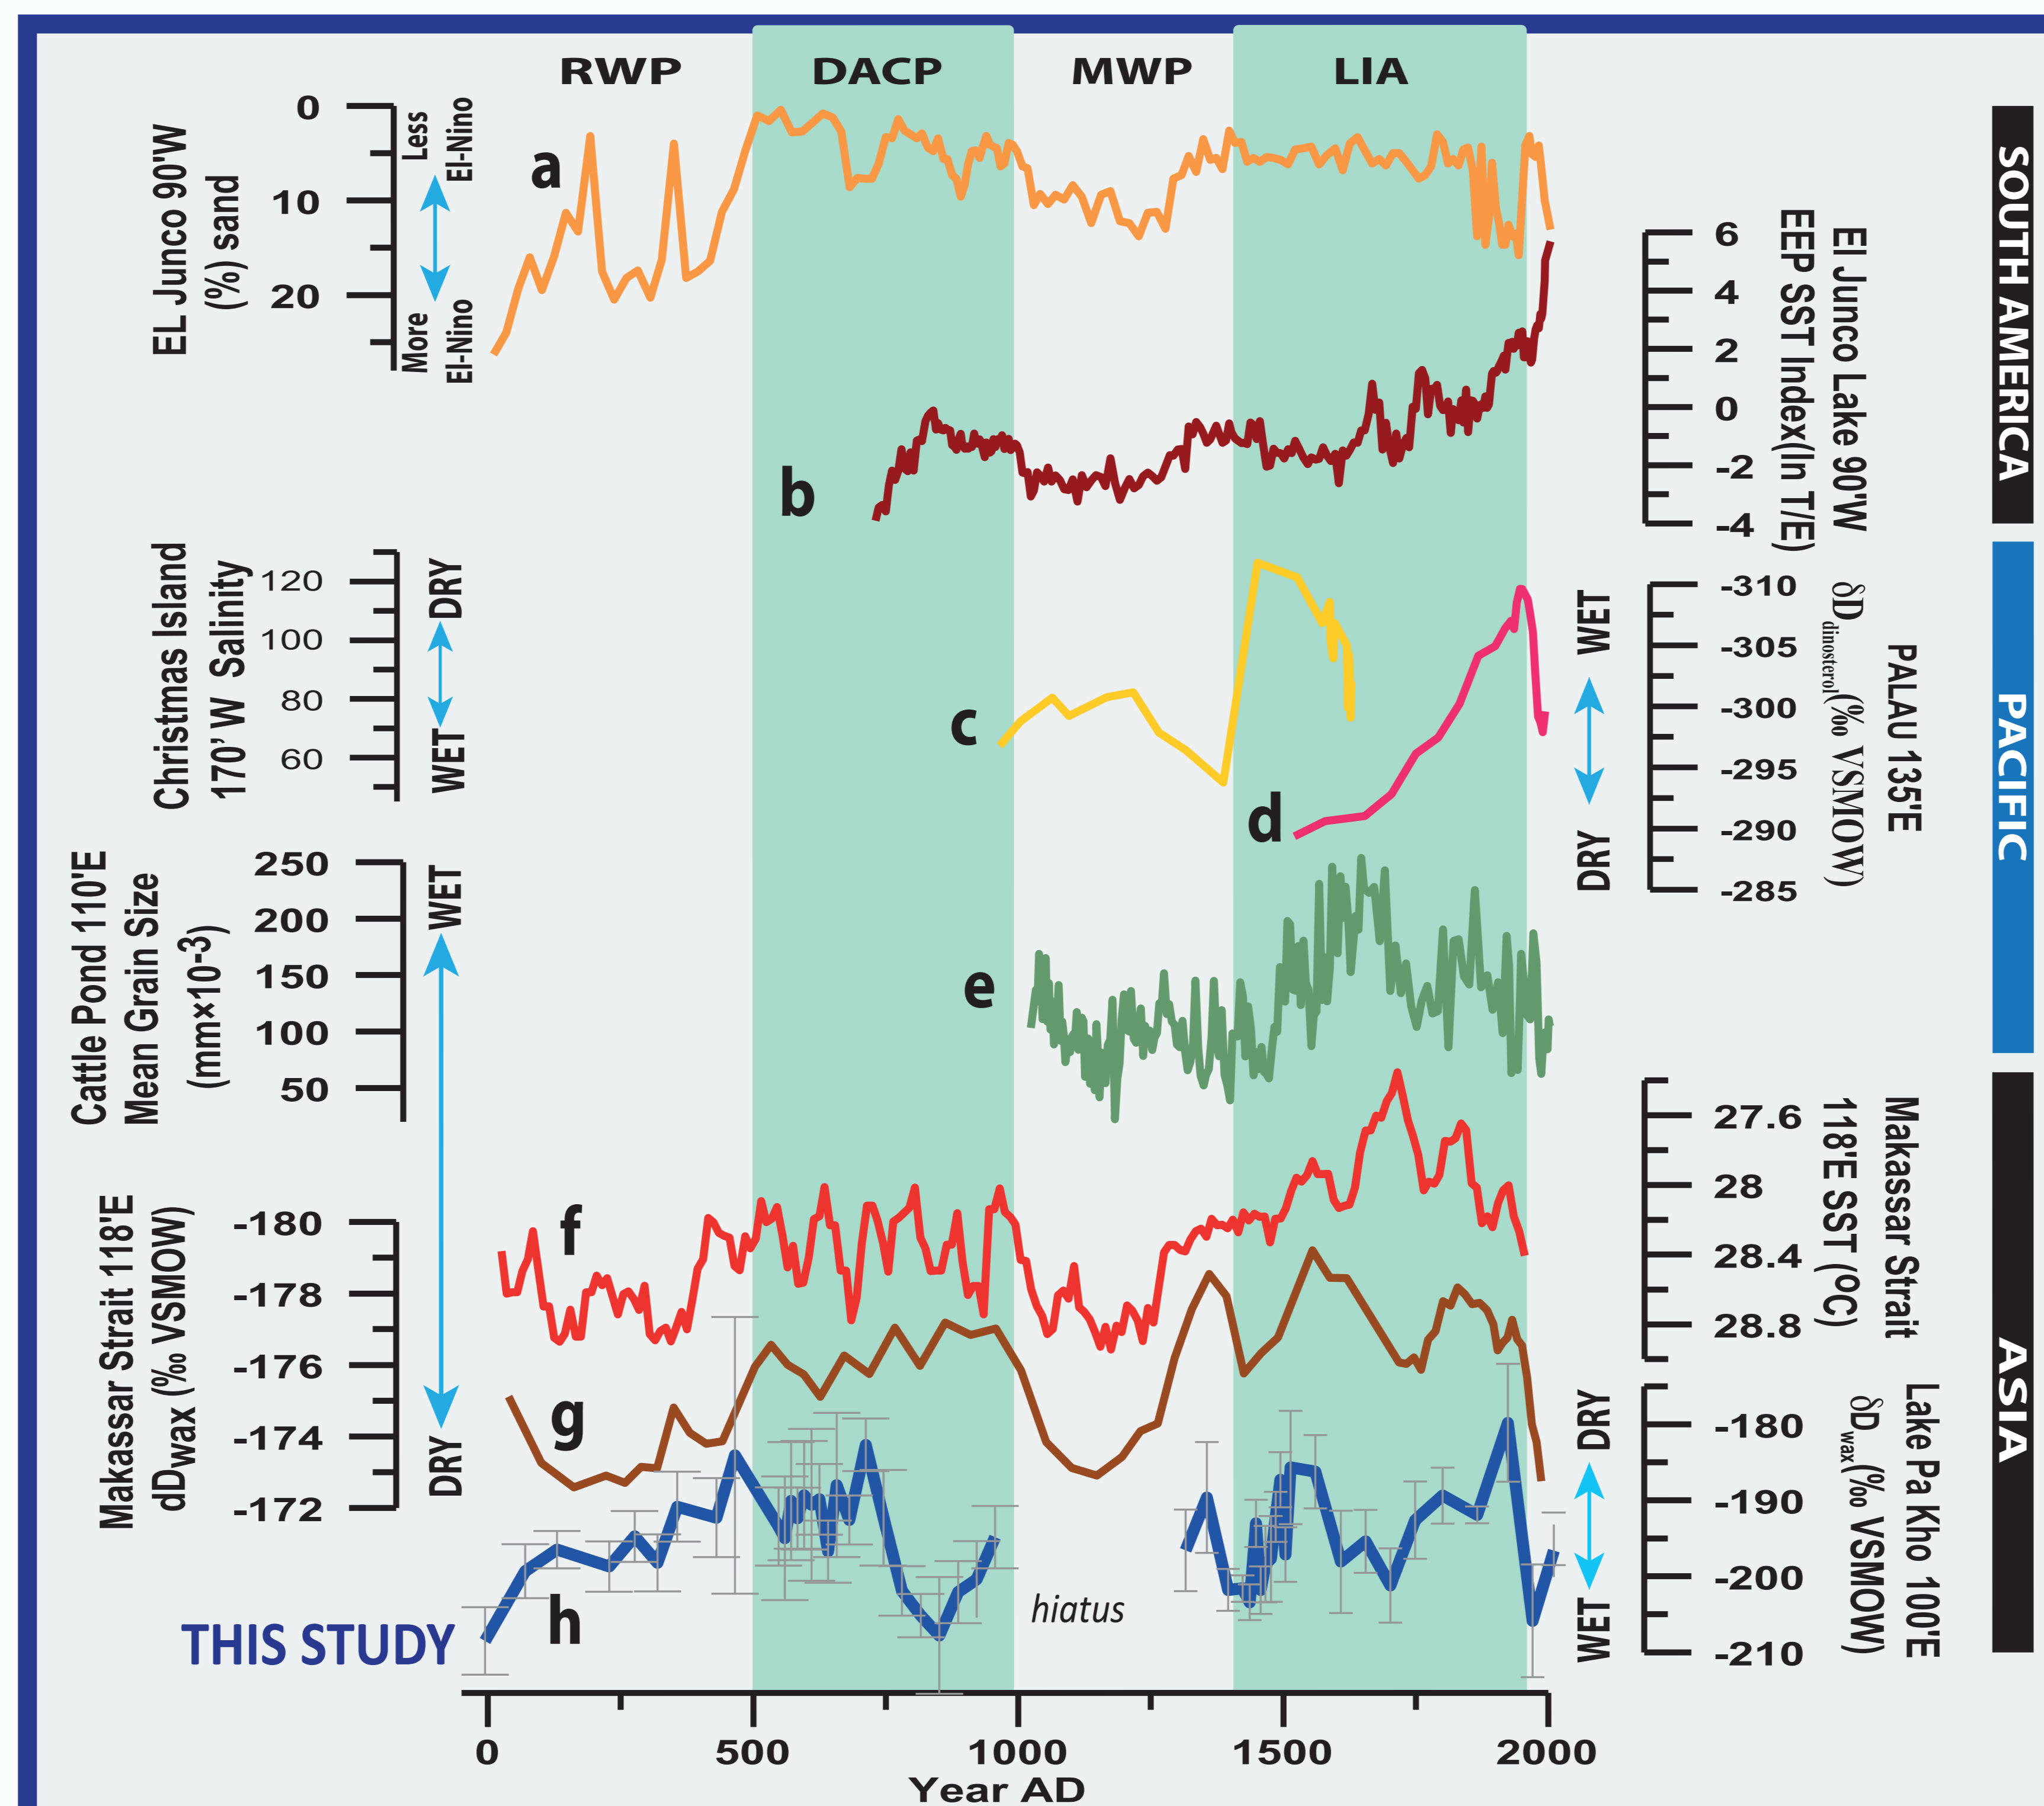 RWP DACP MWP LIA
EL Junco 90'W
(%) sand
0
10
20
Less
El-Nino
More
El-Nino
a
SOUTH AMERICA
6
4
2
0
-2
-4
EEP SST Index(ln T/E)
El Junco Lake 90'W
b
Christmas Island
170'W Salinity
120
100
80
60
DRY
WET
c
WET
DRY
-310
-305
-300
-295
-290
-285
δDdinosterol(‰ VSMOW)
PALAU 135'E
d
PACIFIC
Cattle Pond 110'E
Mean Grain Size
(mm×10-3)
250
200
150
100
50
WET
DRY
e
27.6
28
28.4
28.8
118'E SST (ºC)
Makassar Strait
f
Makassar Strait 118'E
dDwax (‰ VSMOW)
-180
-178
-176
-174
-172
g
ASIA
DRY
WET
-180
-190
-200
-210
δDwax(‰ VSMOW)
Lake Pa Kho 100'E
h
hiatus
THIS STUDY
0 500 1000 1500 2000
Year AD